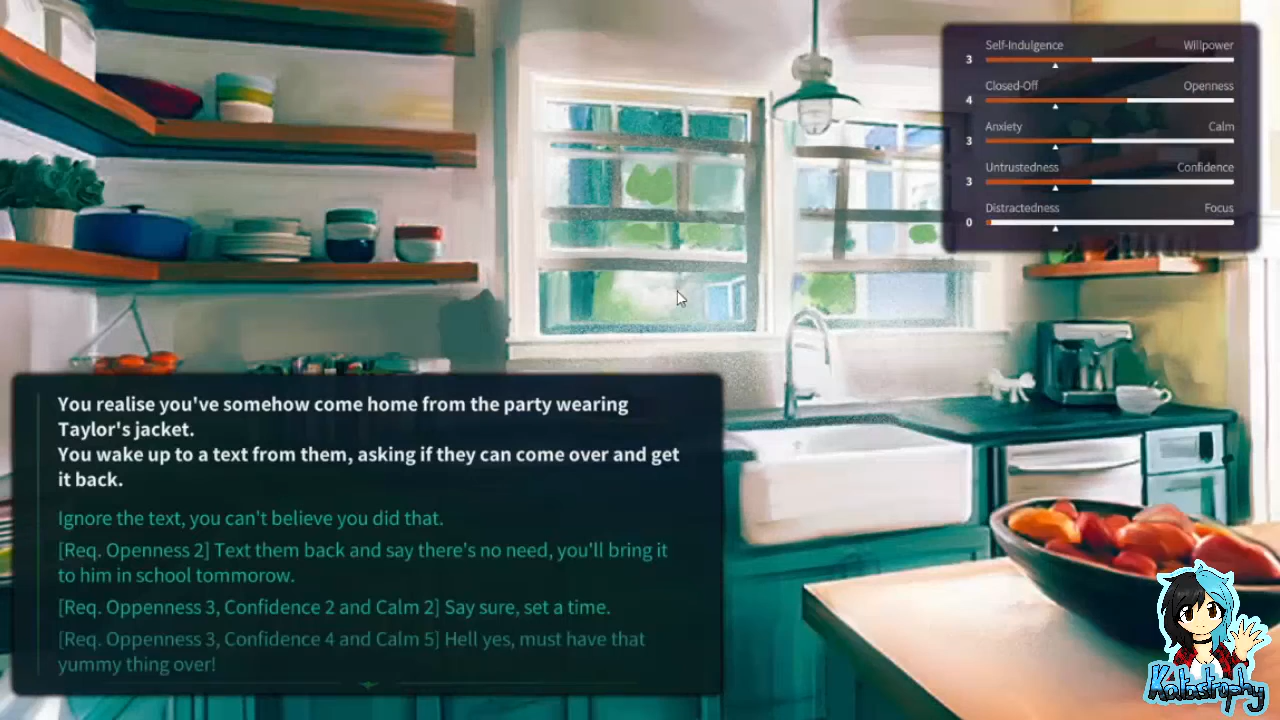 Self-Indulgence Willpower
3
Closed-Off Openness
4
Anxiety Calm
3
Untrustedness Confidence
3
Distractedness Focus
0
You realise you've somehow come home from the party wearing
Taylor's jacket.
You wake up to a text from them, asking if they can come over and get
it back.
Ignore the text, you can't believe you did that.
[Req. Openness 2] Text them back and say there's no need, you'll bring it
to him in school tommorow.
[Req. Oppenness 3, Confidence 2 and Calm 2] Say sure, set a time.
[Req. Oppenness 3, Confidence 4 and Calm 5] Hell yes, must have that
yummy thing over!
Katastrophy